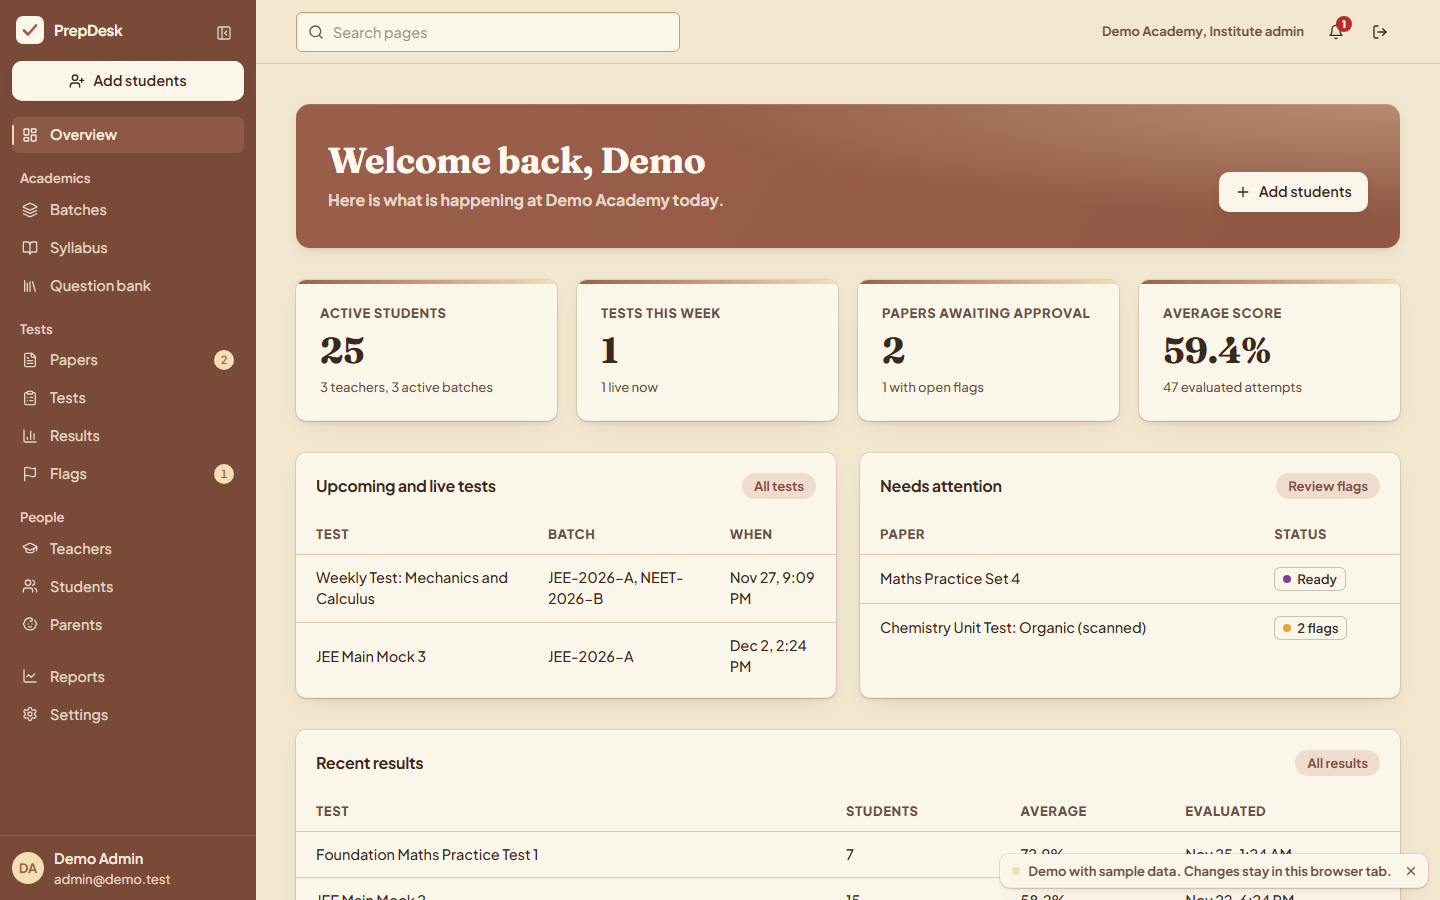 PrepDesk
Add students
Overview
Academics
Batches
Syllabus
Question bank
Tests
Papers 2
Tests
Results
Flags 1
People
Teachers
Students
Parents
Reports
Settings
DA
Demo Admin
admin@demo.test
Search pages
Demo Academy, Institute admin
1
Welcome back, Demo
Here is what is happening at Demo Academy today.
Add students
ACTIVE STUDENTS
25
3 teachers, 3 active batches
TESTS THIS WEEK
1
1 live now
PAPERS AWAITING APPROVAL
2
1 with open flags
AVERAGE SCORE
59.4%
47 evaluated attempts
Upcoming and live tests All tests
TEST BATCH WHEN
Weekly Test: Mechanics and JEE-2026-A, NEET- Nov 27, 9:09
Calculus 2026-B PM
JEE Main Mock 3 JEE-2026-A Dec 2, 2:24
PM
Needs attention Review flags
PAPER STATUS
Maths Practice Set 4 Ready
Chemistry Unit Test: Organic (scanned) 2 flags
Recent results All results
TEST STUDENTS AVERAGE EVALUATED
Foundation Maths Practice Test 1 7
Demo with sample data. Changes stay in this browser tab.